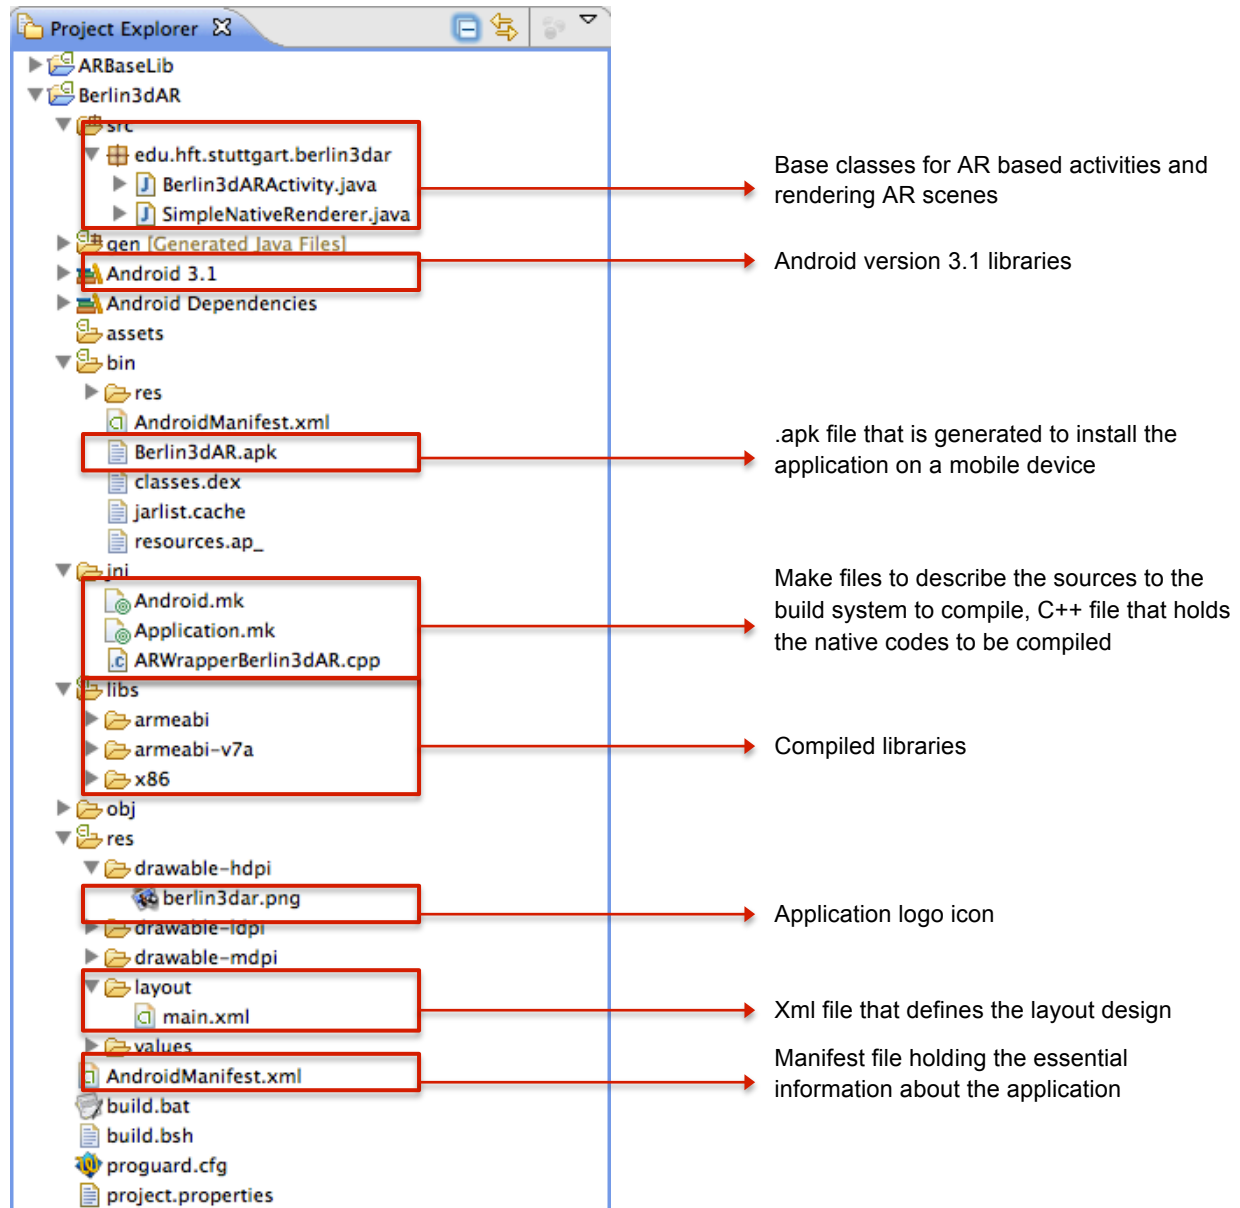 Project Explorer
ARBaseLib
Berlin3dAR
src
edu.hft.stuttgart.berlin3dar
Berlin3dARActivity.java
SimpleNativeRenderer.java
gen [Generated Java Files]
Android 3.1
Android Dependencies
assets
bin
res
AndroidManifest.xml
Berlin3dAR.apk
classes.dex
jarlist.cache
resources.ap_
jni
Android.mk
Application.mk
ARWrapperBerlin3dAR.cpp
libs
armeabi
armeabi-v7a
x86
obj
res
drawable-hdpi
berlin3dar.png
drawable-ldpi
drawable-mdpi
layout
main.xml
values
AndroidManifest.xml
build.bat
build.bsh
proguard.cfg
project.properties
Base classes for AR based activities and
rendering AR scenes
Android version 3.1 libraries
.apk file that is generated to install the
application on a mobile device
Make files to describe the sources to the
build system to compile, C++ file that holds
the native codes to be compiled
Compiled libraries
Application logo icon
Xml file that defines the layout design
Manifest file holding the essential
information about the application